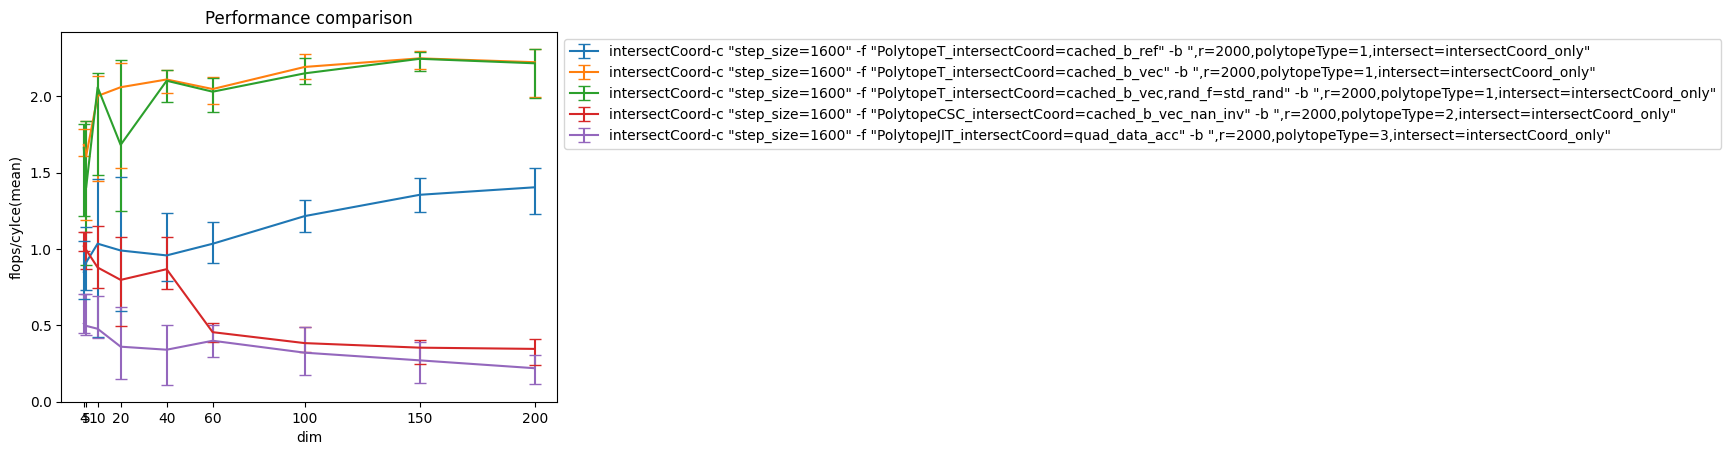 Performance comparison
intersectCoord-c "step_size=1600" -f "PolytopeT_intersectCoord=cached_b_ref" -b ",r=2000,polytopeType=1,intersect=intersectCoord_only"
intersectCoord-c "step_size=1600" -f "PolytopeT_intersectCoord=cached_b_vec" -b ",r=2000,polytopeType=1,intersect=intersectCoord_only"
intersectCoord-c "step_size=1600" -f "PolytopeT_intersectCoord=cached_b_vec,rand_f=std_rand" -b ",r=2000,polytopeType=1,intersect=intersectCoord_only"
intersectCoord-c "step_size=1600" -f "PolytopeCSC_intersectCoord=cached_b_vec_nan_inv" -b ",r=2000,polytopeType=2,intersect=intersectCoord_only"
intersectCoord-c "step_size=1600" -f "PolytopeJIT_intersectCoord=quad_data_acc" -b ",r=2000,polytopeType=3,intersect=intersectCoord_only"
flops/cylce(mean)
2.0
1.5
1.0
0.5
0.0
4 5 10 20 40 60 100 150 200
dim